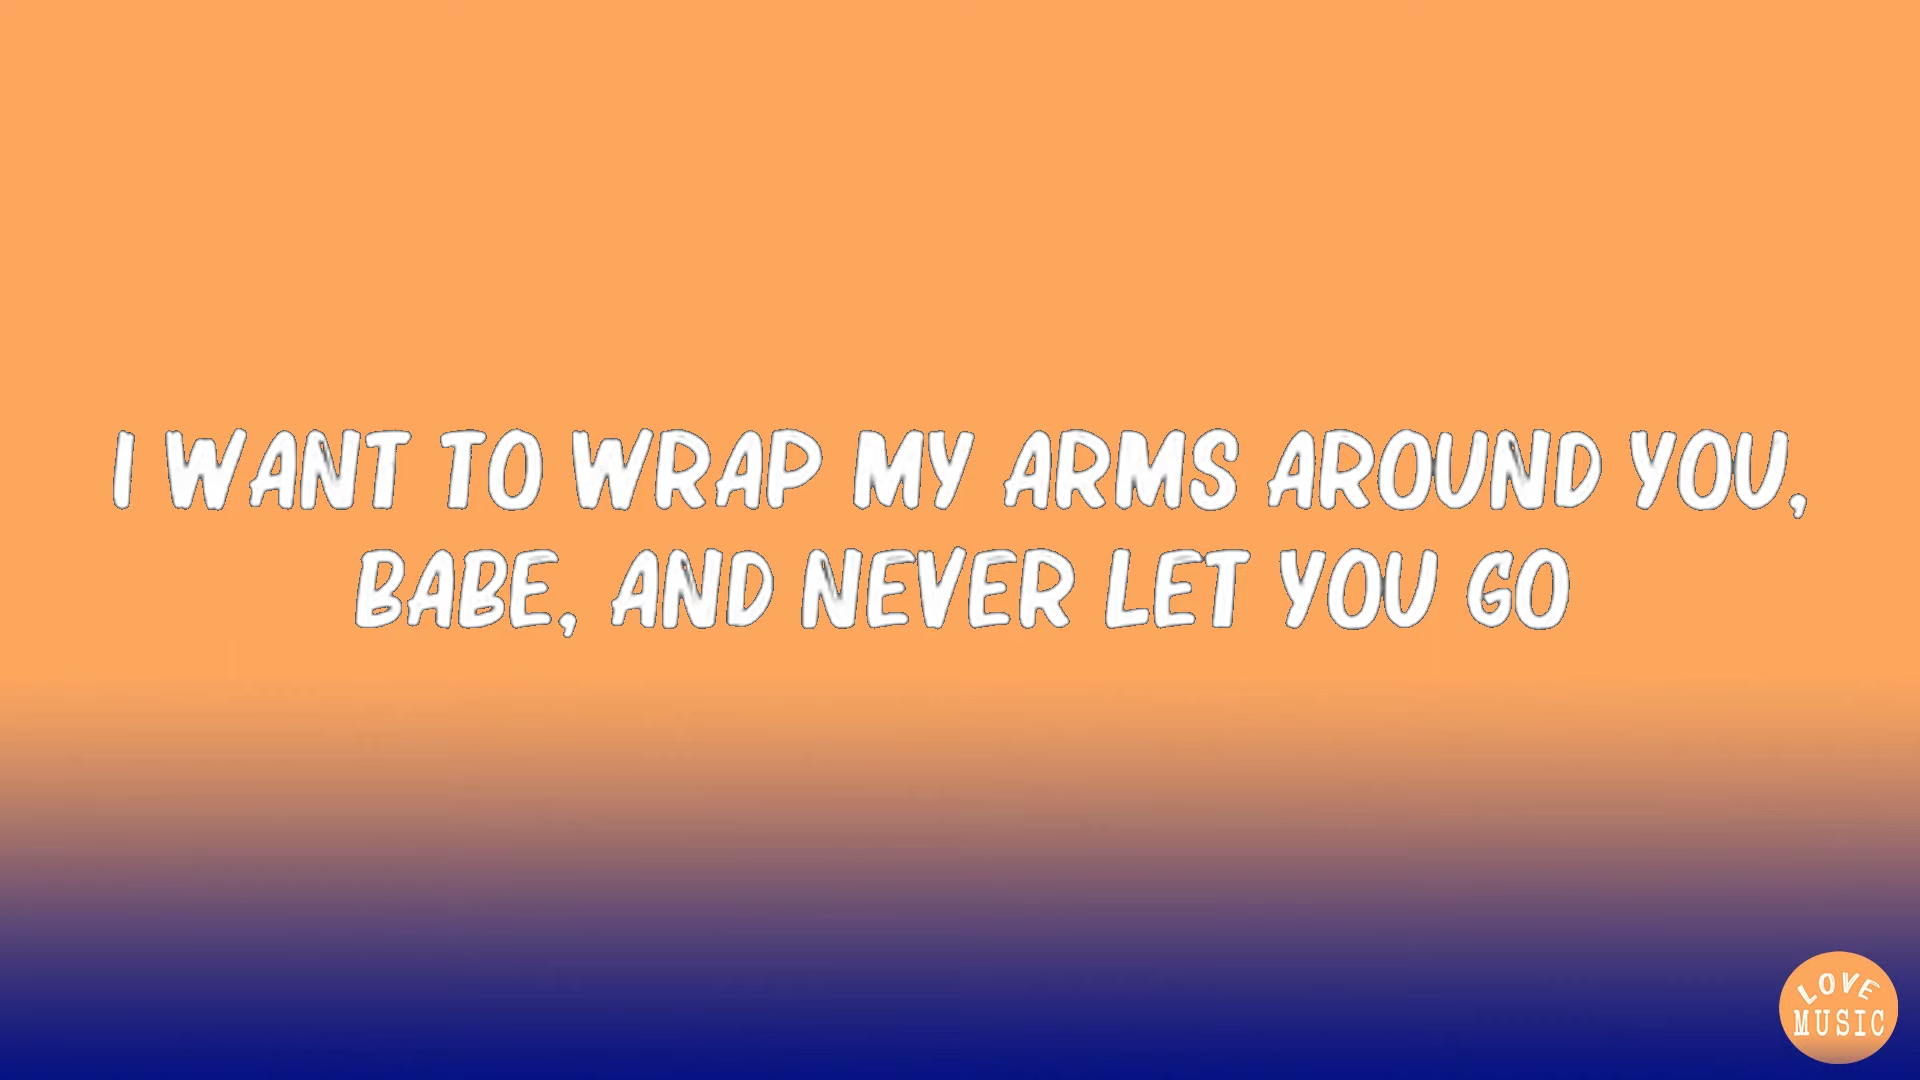 I WANT TO WRAP MY ARMS AROUND YOU,
BABE, AND NEVER LET YOU GO
LOVE
MUSIC